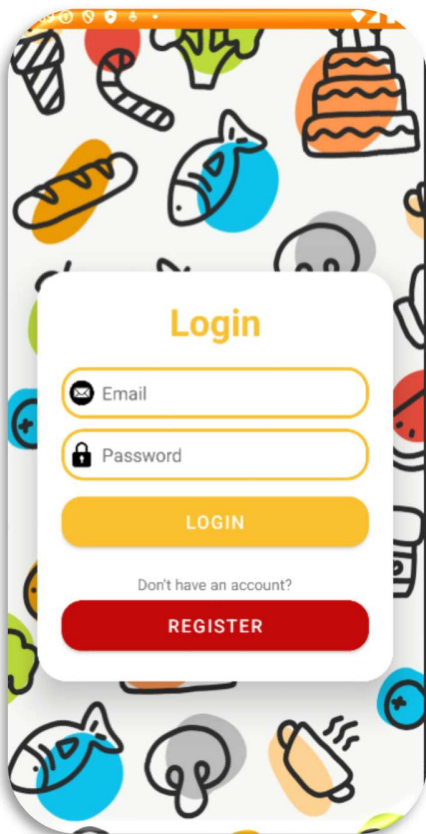 Login
Email
Password
LOGIN
Don't have an account?
REGISTER